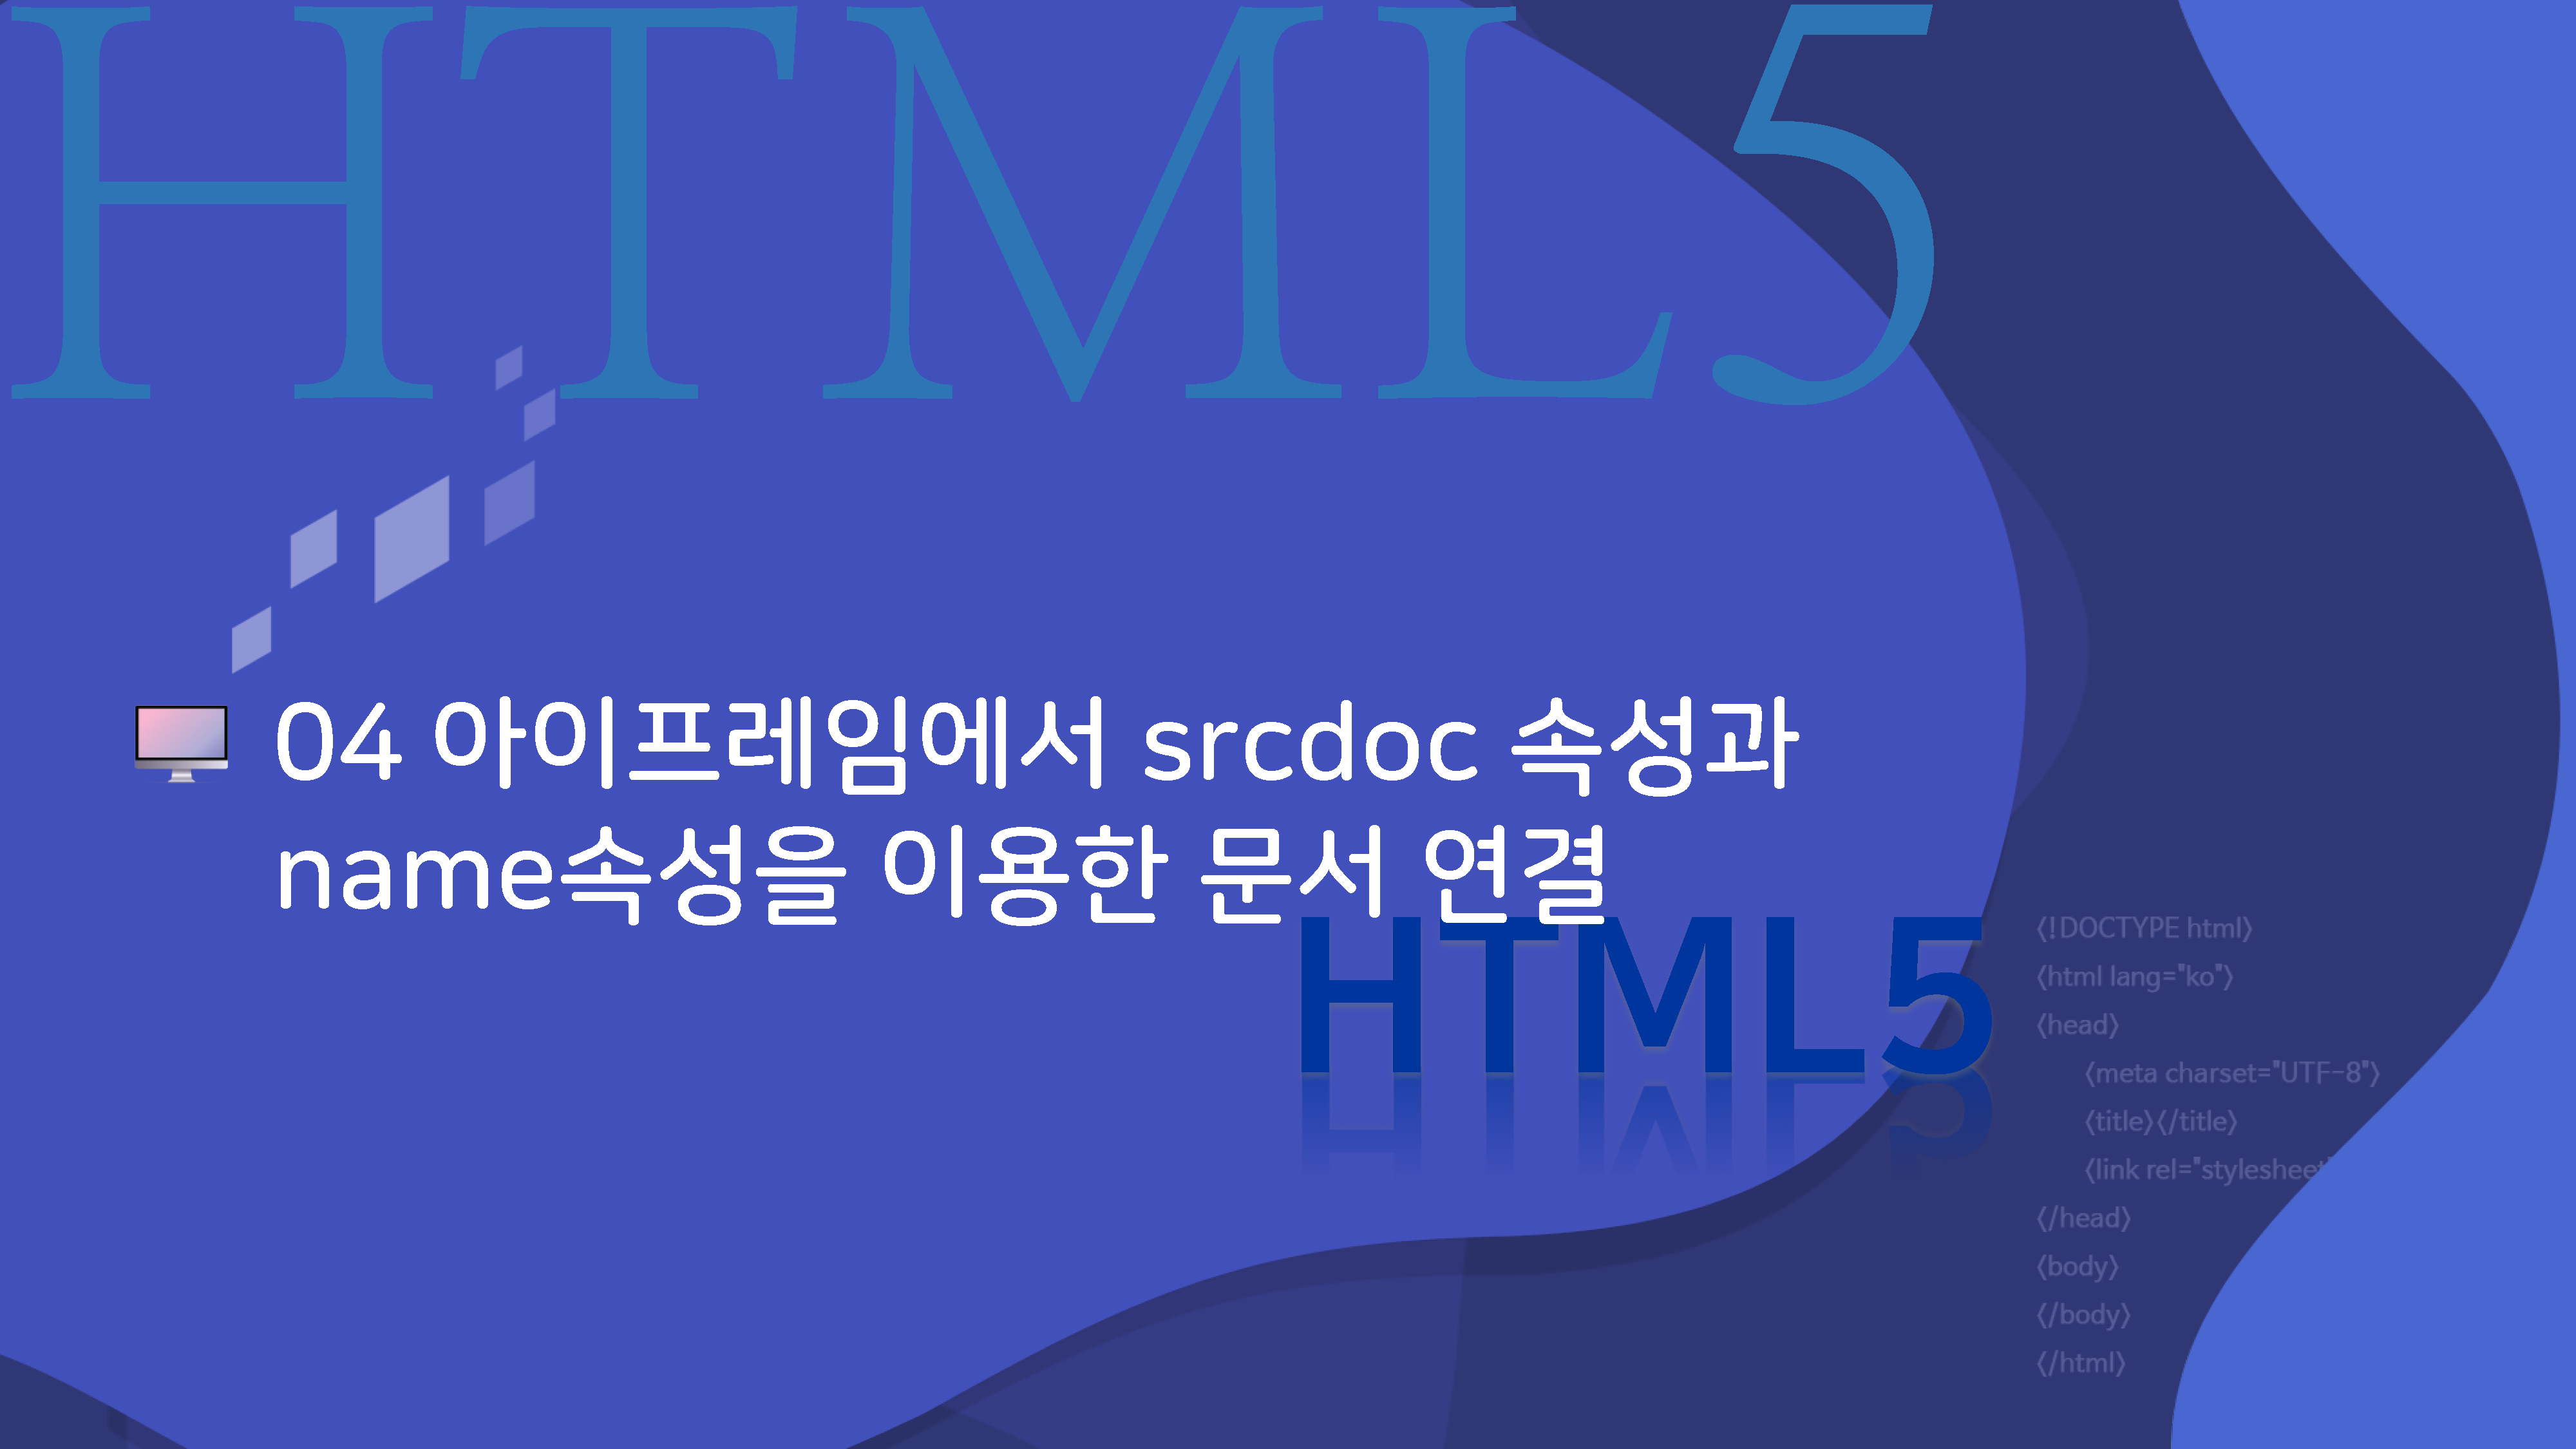 HTML5
04 아이프레임에서 srcdoc 속성과
name속성을 이용한 문서 연결
HTML5
<!DOCTYPE html>
<html lang="ko">
<head>
<meta charset="UTF-8">
<title></title>
<link rel="stylesheet"
</head>
<body>
</body>
</html>